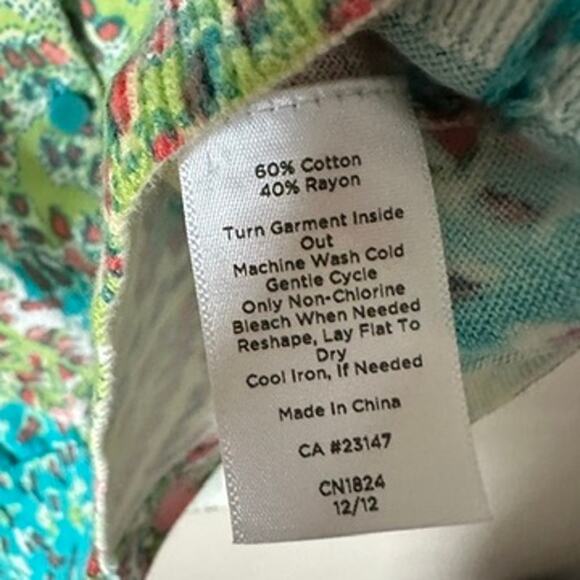 60% Cotton
40% Rayon
Turn Garment Inside
Out
Machine Wash Cold
Gentle Cycle
Only Non-Chlorine
Bleach When Needed
Reshape, Lay Flat To
Dry
Cool Iron, If Needed
Made In China
CA #23147
CN1824
12/12